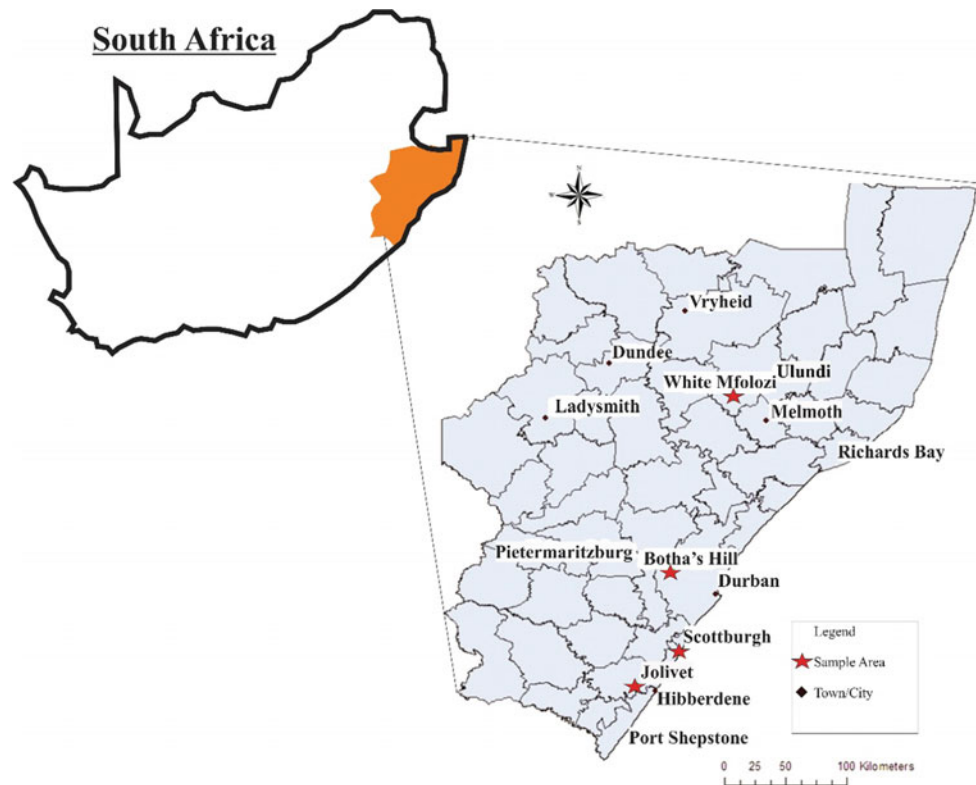 South Africa
N
W
E
S
Vryheid
Dundee
Ulundi
White Mfolozi
Ladysmith
Melmoth
Richards Bay
Pietermaritzburg
Botha's Hill
Durban
Scottburgh
Legend
Jolivet
Sample Area
Hibberdene
Town/City
Port Shepstone
0 25 50 100 Kilometers